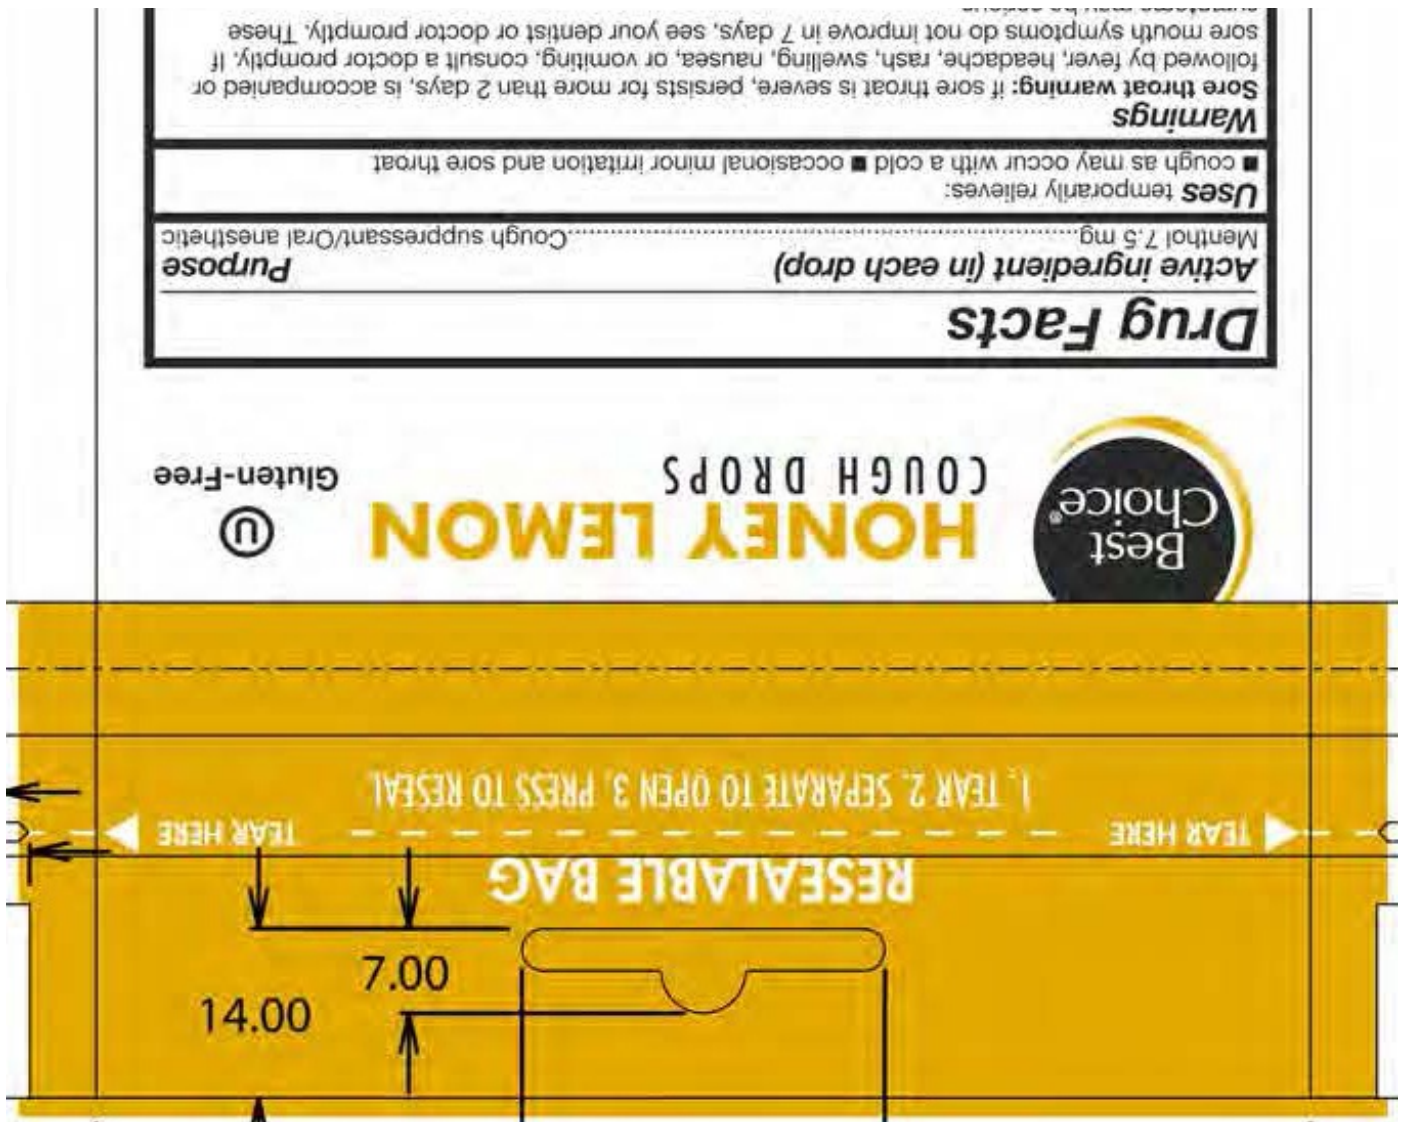 14.00
7.00
RESEALABLE BAG
TEAR HERE
TEAR HERE
1. TEAR 2. SEPARATE TO OPEN 3. PRESS TO RESEAL
Best
Choice®
HONEY LEMON
COUGH DROPS
U
Gluten-Free
Drug Facts
Active ingredient (in each drop) Purpose
Menthol 7.5 mg..........Cough suppressant/Oral anesthetic
Uses temporarily relieves:
■ cough as may occur with a cold ■ occasional minor irritation and sore throat
Warnings
Sore throat warning: if sore throat is severe, persists for more than 2 days, is accompanied or
followed by fever, headache, rash, swelling, nausea, or vomiting, consult a doctor promptly. If
sore mouth symptoms do not improve in 7 days, see your dentist or doctor promptly. These
symptoms may be serious